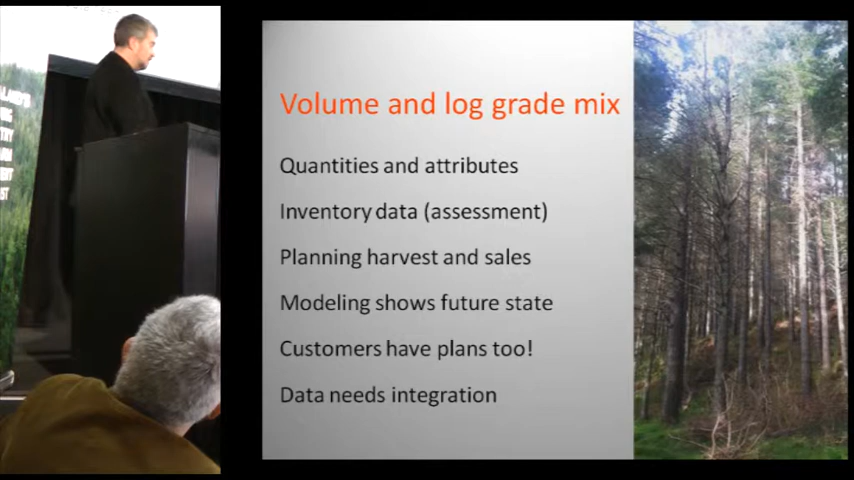 Volume and log grade mix
Quantities and attributes
Inventory data (assessment)
Planning harvest and sales
Modeling shows future state
Customers have plans too!
Data needs integration